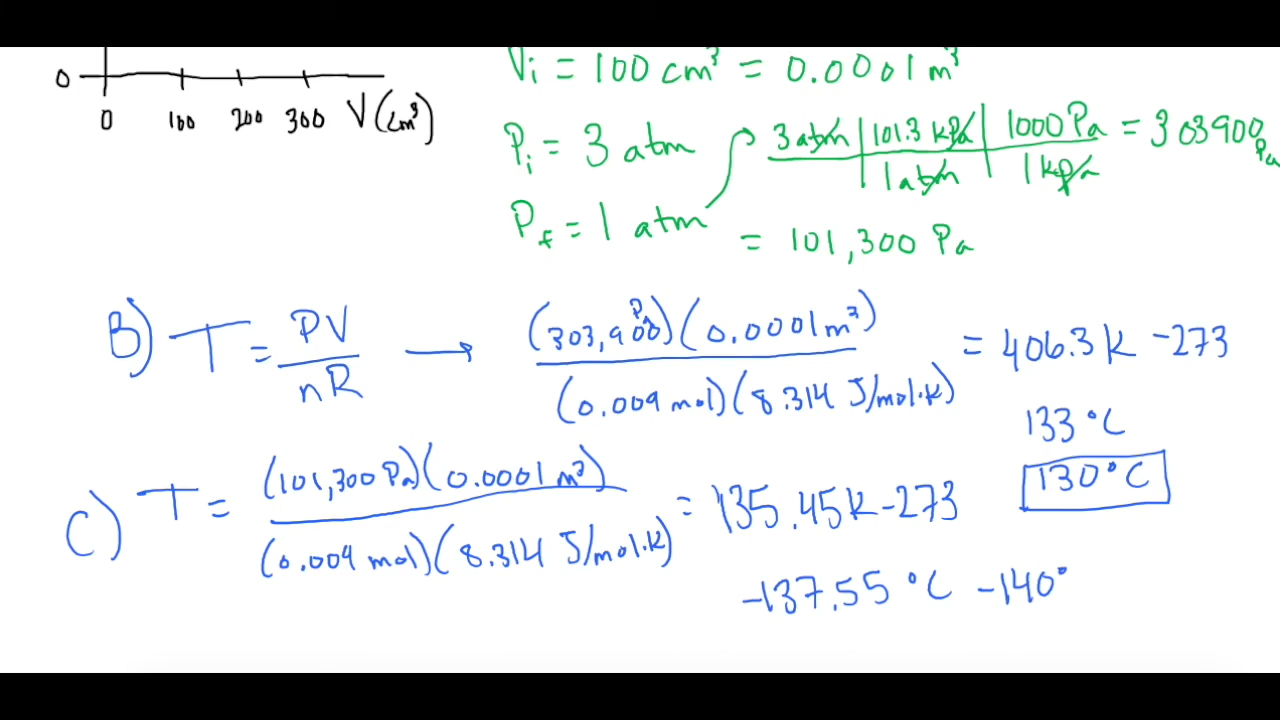 0
0 100 200 300 V(cm³)
Vi = 100 cm³ = 0.0001 m³
Pi = 3 atm 3 atm | 101.3 kPa | 1000 Pa = 303900 Pa
1 atm | 1 kPa
Pf = 1 atm = 101,300 Pa
B) T = PV / nR → (303,900 Pa)(0.0001 m³) / (0.009 mol)(8.314 J/mol·K) = 406.3 K - 273
133 °C
130 °C
C) T = (101,300 Pa)(0.0001 m³) / (0.009 mol)(8.314 J/mol·K) = 135.45 K - 273
-137.55 °C -140°